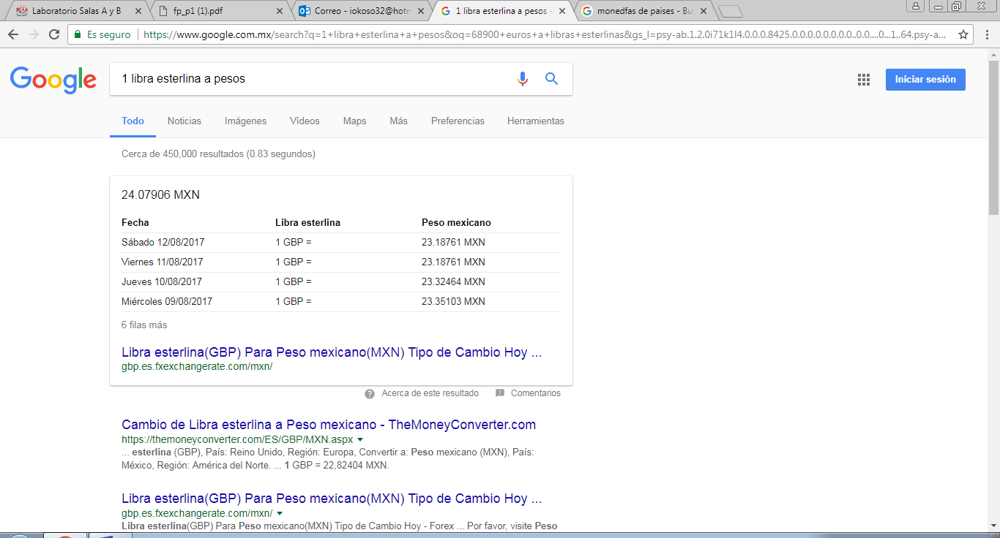 Laboratorio Salas A y B
fp_p1 (1).pdf
Correo - iokoso32@hotm
1 libra esterlina a pesos -
monedfas de paises - Bu
Es seguro
https://www.google.com.mx/search?q=1+libra+esterlina+a+pesos&oq=68900+euros+a+libras+esterlinas&gs_l=psy-ab.1.2.0i71k1l4.0.0.0.8425.0.0.0.0.0.0.0.0..0.0....0...1..64.psy-a...
Google
1 libra esterlina a pesos
Iniciar sesión
Todo Noticias Imágenes Vídeos Maps Más Preferencias Herramientas
Cerca de 450,000 resultados (0.83 segundos)
24.07906 MXN
Fecha Libra esterlina Peso mexicano
Sábado 12/08/2017 1 GBP = 23.18761 MXN
Viernes 11/08/2017 1 GBP = 23.18761 MXN
Jueves 10/08/2017 1 GBP = 23.32464 MXN
Miércoles 09/08/2017 1 GBP = 23.35103 MXN
6 filas más
Libra esterlina(GBP) Para Peso mexicano(MXN) Tipo de Cambio Hoy ...
gbp.es.fxexchangerate.com/mxn/
Acerca de este resultado Comentarios
Cambio de Libra esterlina a Peso mexicano - TheMoneyConverter.com
https://themoneyconverter.com/ES/GBP/MXN.aspx
... esterlina (GBP), País: Reino Unido, Región: Europa, Convertir a: Peso mexicano (MXN), País:
México, Región: América del Norte. ... 1 GBP = 22,82404 MXN.
Libra esterlina(GBP) Para Peso mexicano(MXN) Tipo de Cambio Hoy ...
gbp.es.fxexchangerate.com/mxn/
Libra esterlina(GBP) Para Peso mexicano(MXN) Tipo de Cambio Hoy - Forex ... Por favor, visite Peso